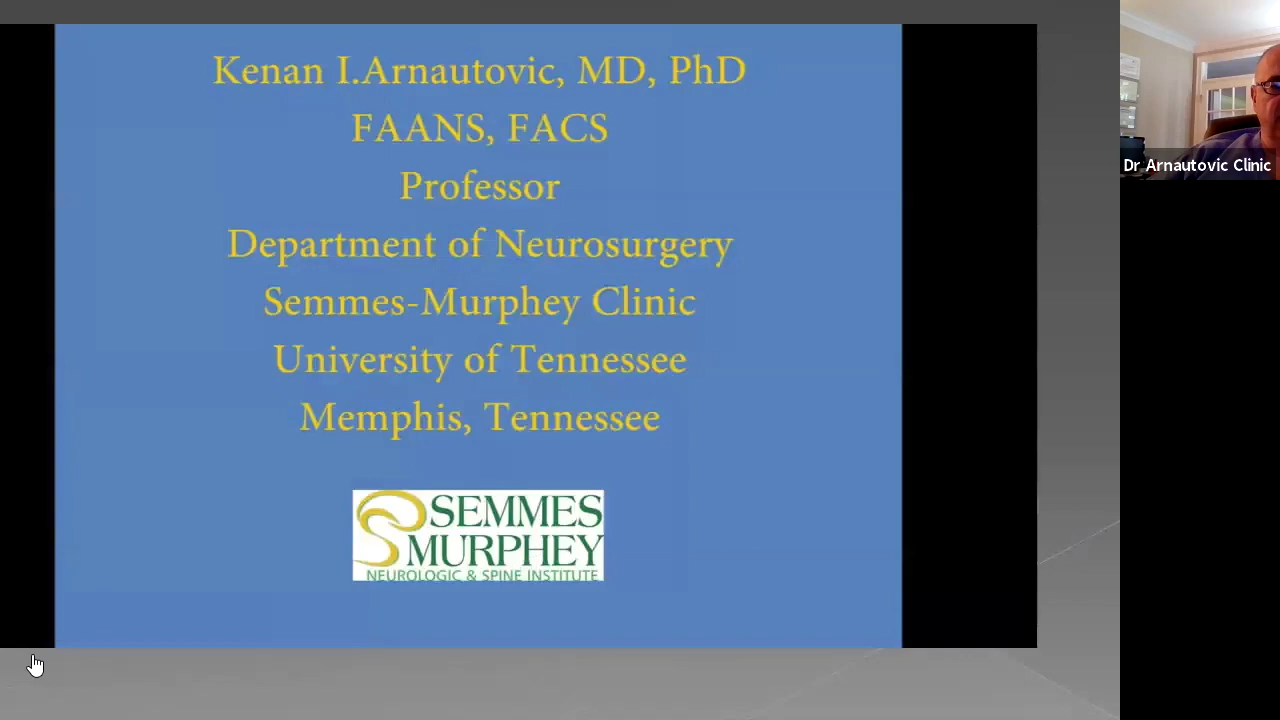 Kenan I.Arnautovic, MD, PhD
FAANS, FACS
Professor
Department of Neurosurgery
Semmes-Murphey Clinic
University of Tennessee
Memphis, Tennessee
SEMMES
MURPHEY
NEUROLOGIC & SPINE INSTITUTE
Dr Arnautovic Clinic